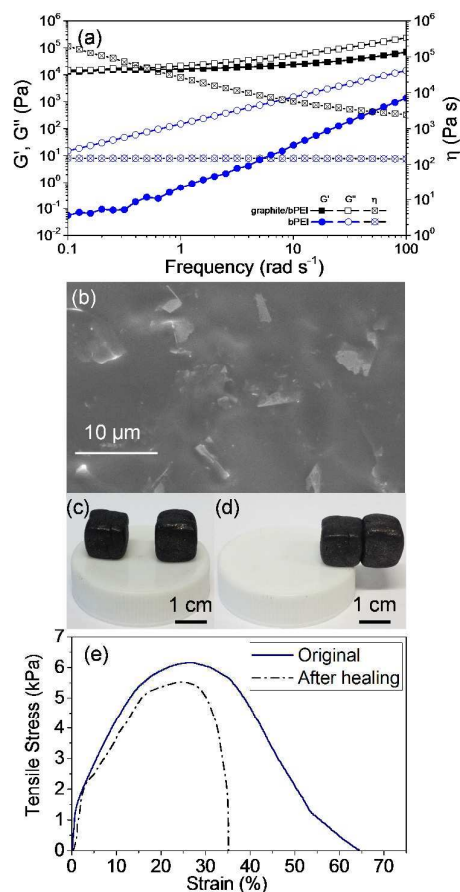 (a)
G', G'' (Pa)
10⁶
10⁵
10⁴
10³
10²
10¹
10⁰
10⁻¹
10⁻²
10⁶
10⁵
10⁴
10³
10²
10¹
10⁰
η (Pa s)
G' G'' η
graphite/bPEI
bPEI
0.1 1 10 100
Frequency (rad s⁻¹)
(b)
10 µm
(c)
1 cm
(d)
1 cm
(e)
Original
After healing
Tensile Stress (kPa)
7
6
5
4
3
2
1
0
0 10 20 30 40 50 60 70
Strain (%)